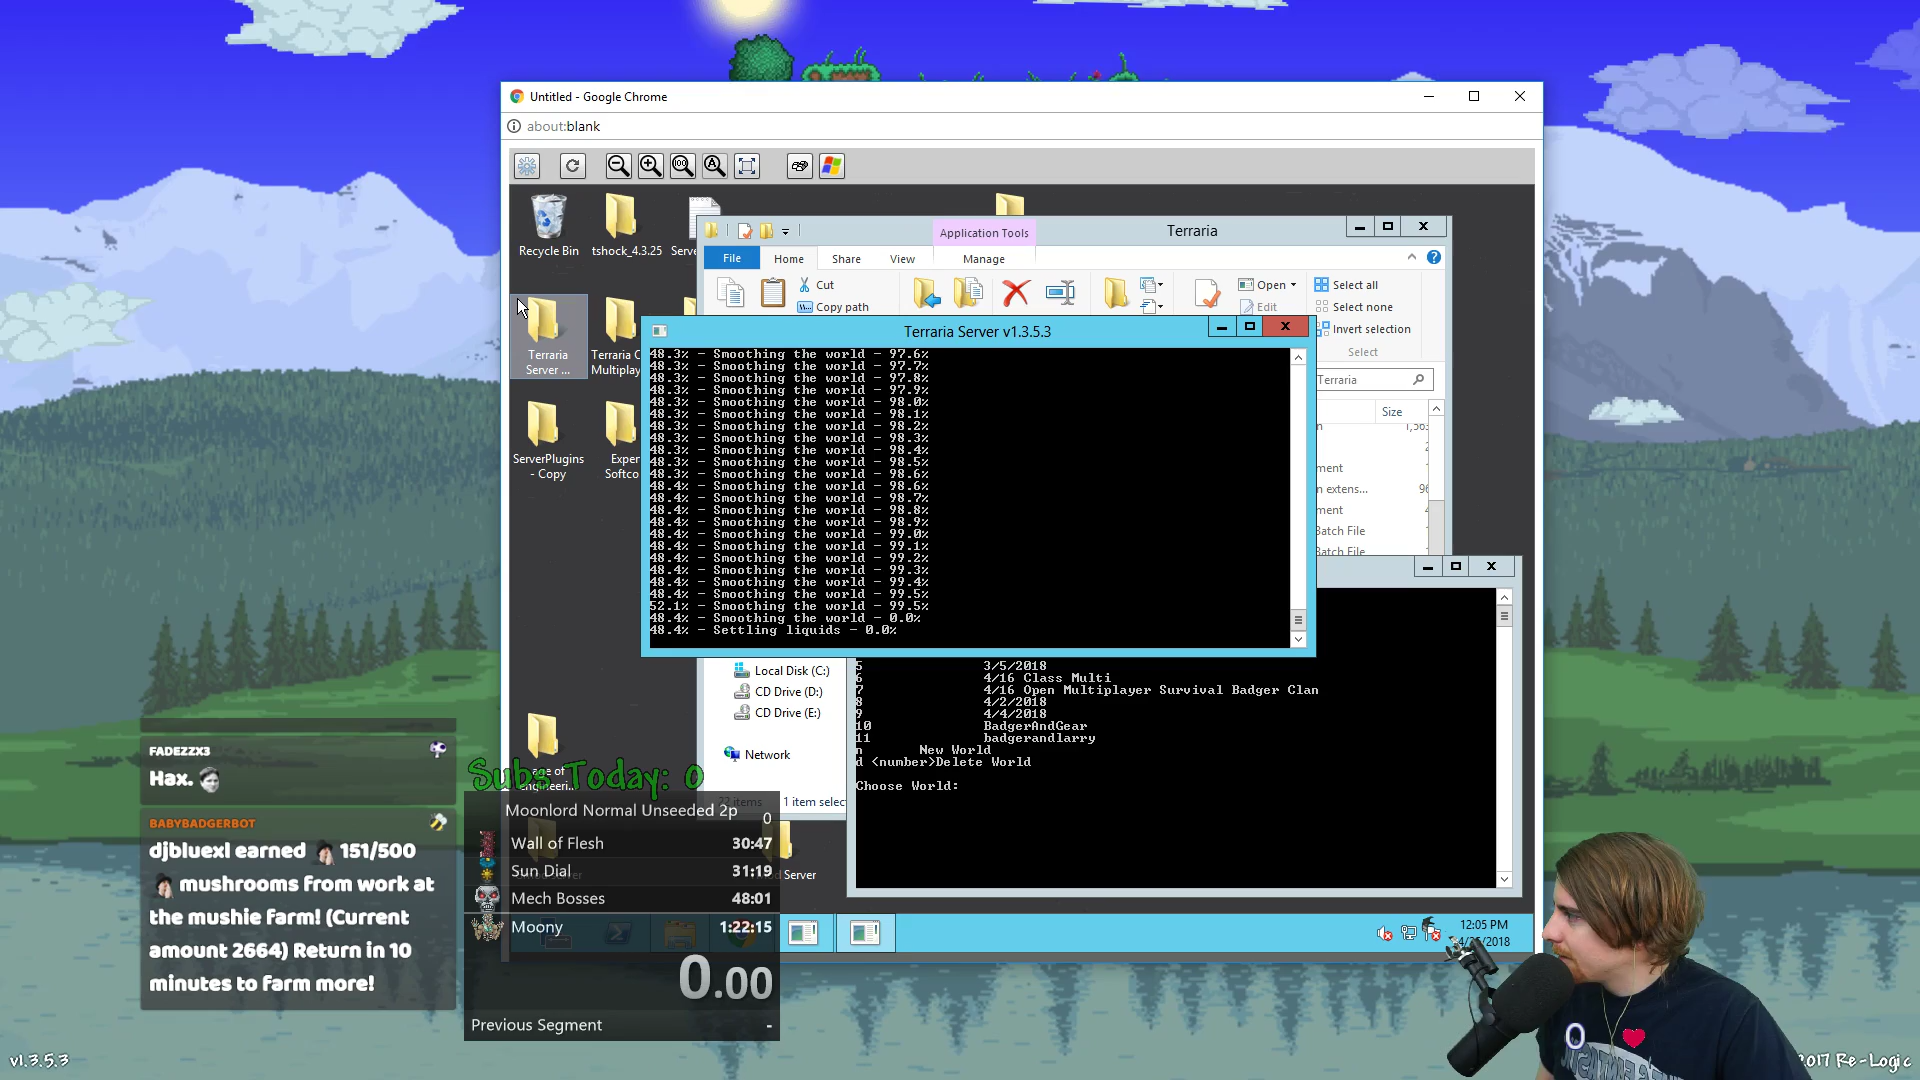 Untitled - Google Chrome
about:blank
Recycle Bin
tshock_4.3.25
Application Tools
Terraria
File
Home
Share
View
Manage
Cut
Copy path
Open
Edit
Select all
Select none
Invert selection
Select
Terraria
Server ...
Terraria Server v1.3.5.3
Terraria
Size
48.3% - Smoothing the world - 97.6%
48.3% - Smoothing the world - 97.7%
48.3% - Smoothing the world - 97.8%
48.3% - Smoothing the world - 97.9%
48.3% - Smoothing the world - 98.0%
48.3% - Smoothing the world - 98.1%
48.3% - Smoothing the world - 98.2%
48.3% - Smoothing the world - 98.3%
48.3% - Smoothing the world - 98.4%
48.3% - Smoothing the world - 98.5%
48.3% - Smoothing the world - 98.6%
48.4% - Smoothing the world - 98.6%
48.4% - Smoothing the world - 98.7%
48.4% - Smoothing the world - 98.8%
48.4% - Smoothing the world - 98.9%
48.4% - Smoothing the world - 99.0%
48.4% - Smoothing the world - 99.1%
48.4% - Smoothing the world - 99.2%
48.4% - Smoothing the world - 99.3%
48.4% - Smoothing the world - 99.4%
48.4% - Smoothing the world - 99.5%
52.1% - Smoothing the world - 99.5%
48.4% - Smoothing the world - 0.0%
48.4% - Settling liquids - 0.0%
ServerPlugins
- Copy
Batch File
Batch File
Local Disk (C:)
CD Drive (D:)
CD Drive (E:)
Network
22 items
1 item selec
5 3/5/2018
6 4/16 Class Multi
7 4/16 Open Multiplayer Survival Badger Clan
8 4/2/2018
9 4/4/2018
10 BadgerAndGear
11 badgerandlarry
n New World
d <number>Delete World
Choose World:
Server
12:05 PM
FADEZZX3
Hax.
BABYBADGERBOT
djbluexl earned 151/500
mushrooms from work at
the mushie farm! (Current
amount 2664) Return in 10
minutes to farm more!
Subs Today: 0
Moonlord Normal Unseeded 2p
0
Wall of Flesh 30:47
Sun Dial 31:19
Mech Bosses 48:01
Moony 1:22:15
0.00
Previous Segment -
0
v1.3.5.3
2017 Re-Logic